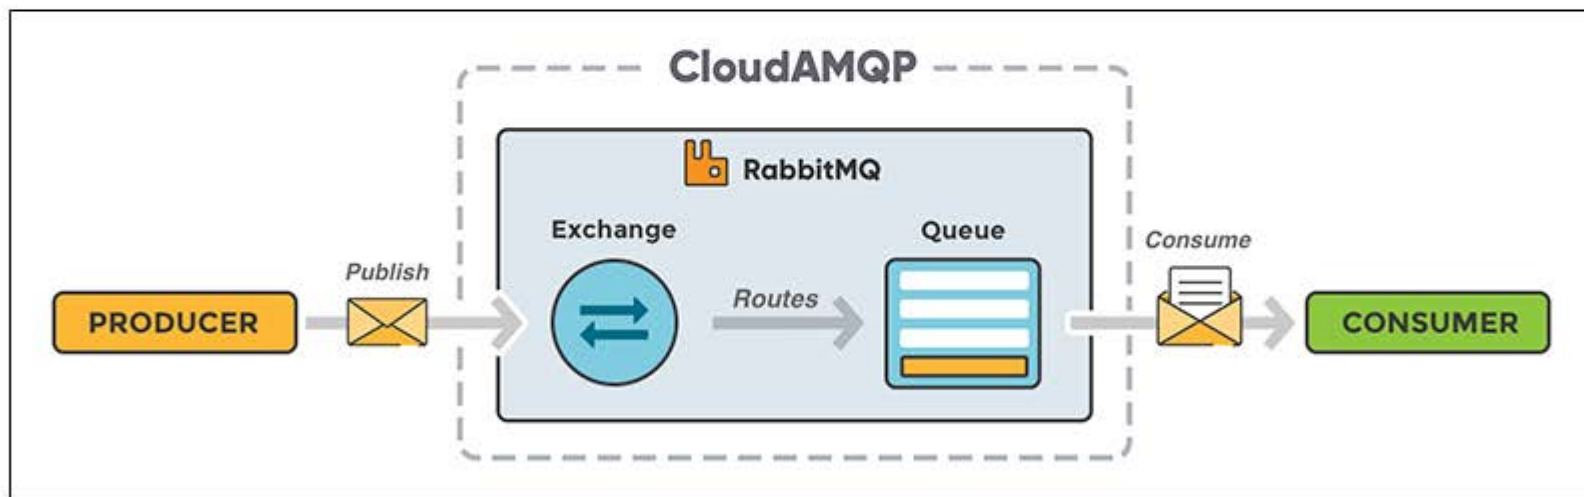 CloudAMQP
RabbitMQ
Exchange
Queue
Publish
Routes
Consume
PRODUCER
CONSUMER